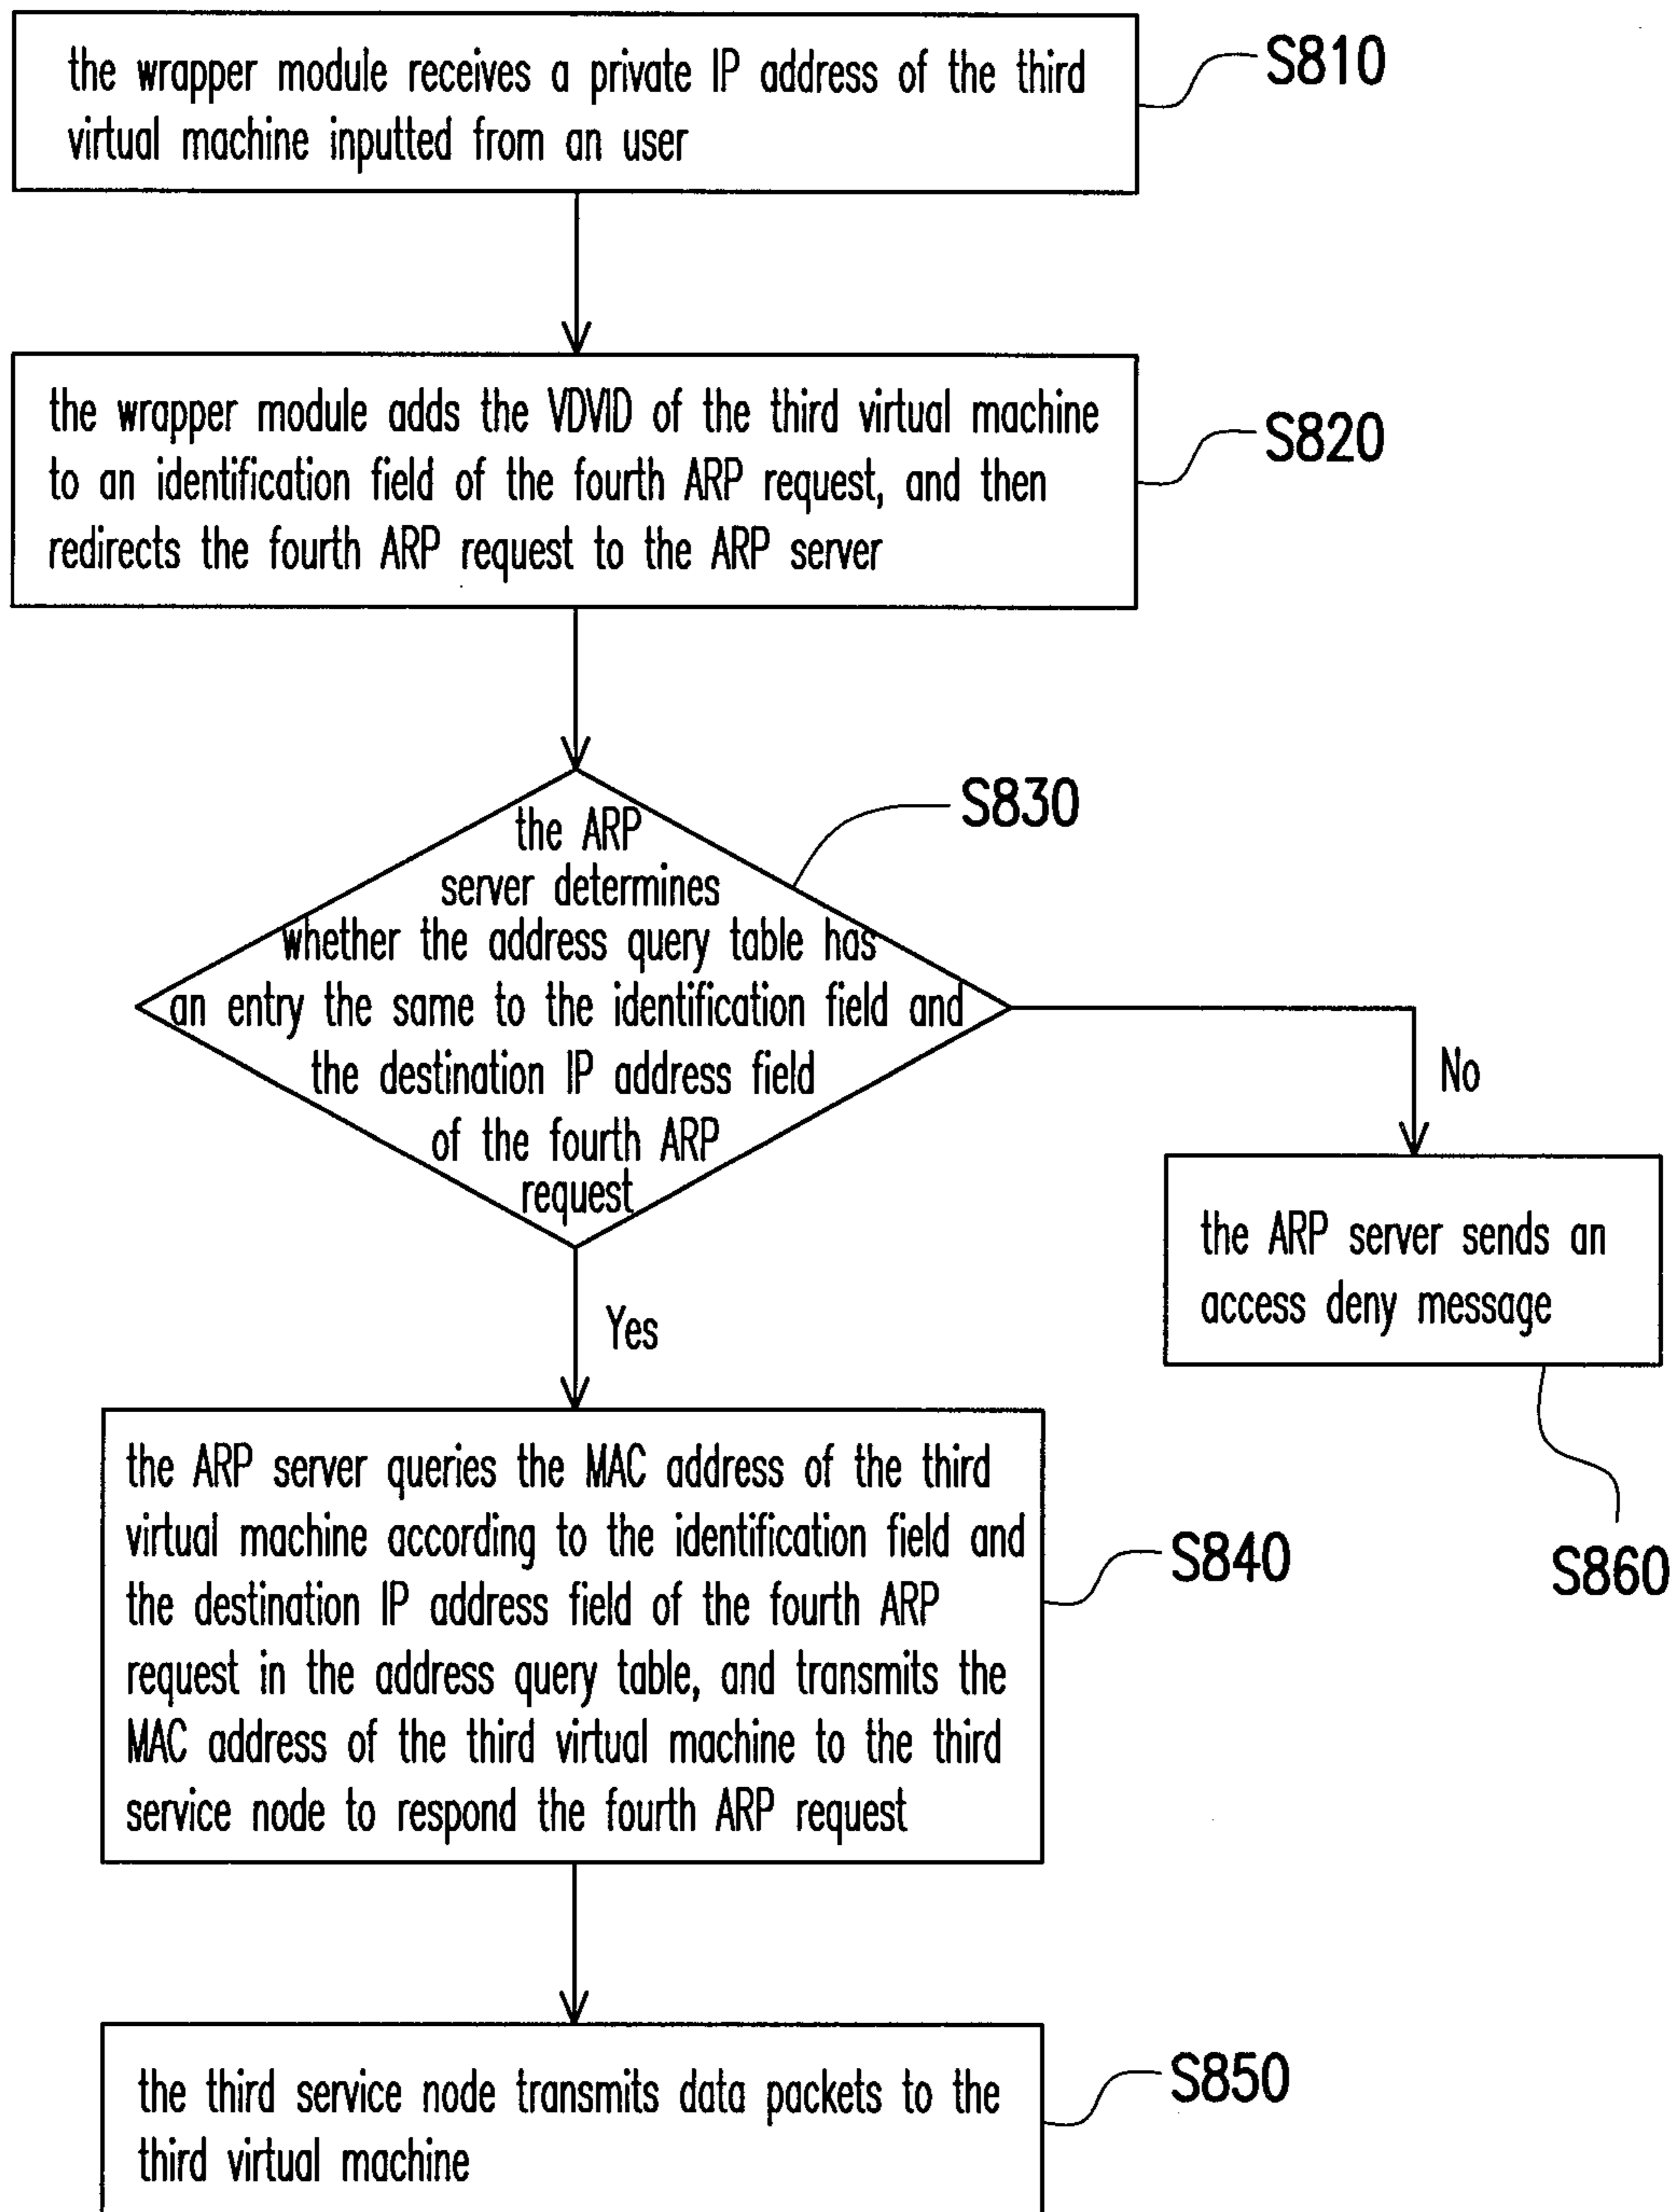 the wrapper module receives a private IP address of the third
virtual machine inputted from an user
S810
the wrapper module adds the VDVID of the third virtual machine
to an identification field of the fourth ARP request, and then
redirects the fourth ARP request to the ARP server
S820
the ARP
server determines
whether the address query table has
an entry the same to the identification field and
the destination IP address field
of the fourth ARP
request
S830
No
the ARP server sends an
access deny message
S860
Yes
the ARP server queries the MAC address of the third
virtual machine according to the identification field and
the destination IP address field of the fourth ARP
request in the address query table, and transmits the
MAC address of the third virtual machine to the third
service node to respond the fourth ARP request
S840
the third service node transmits data packets to the
third virtual machine
S850